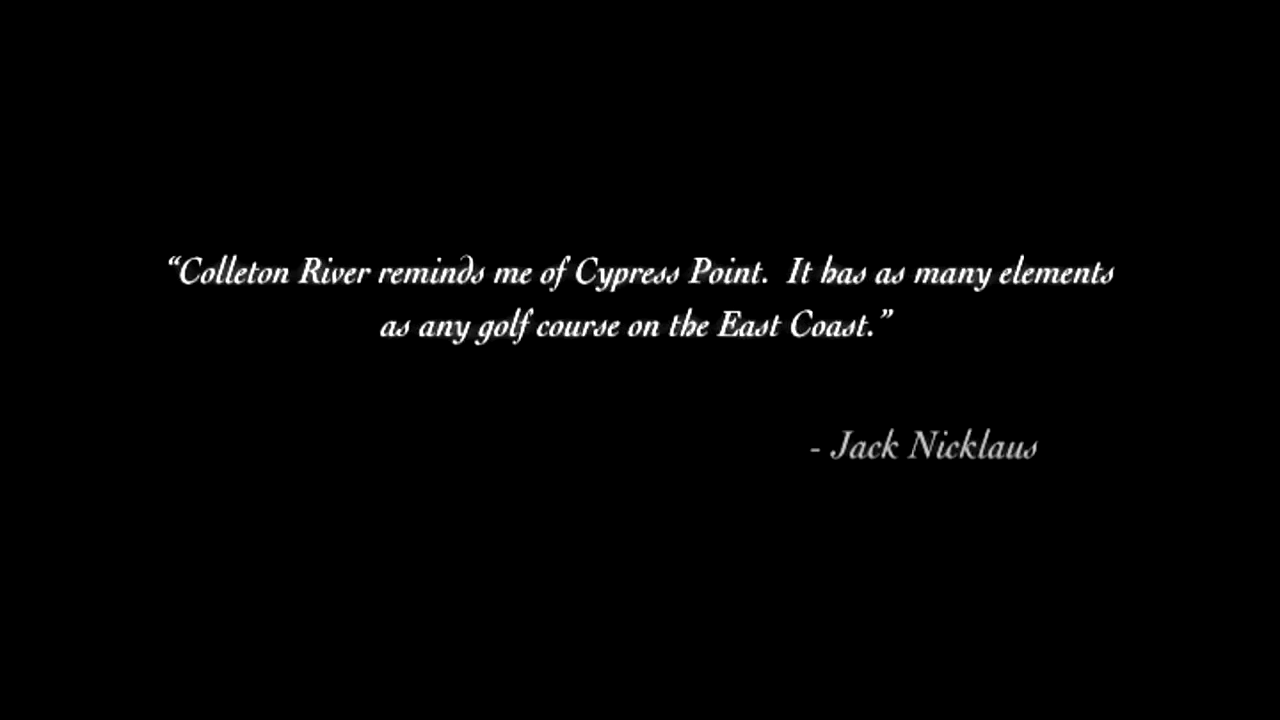 “Colleton River reminds me of Cypress Point.  It has as many elements
as any golf course on the East Coast.”
- Jack Nicklaus